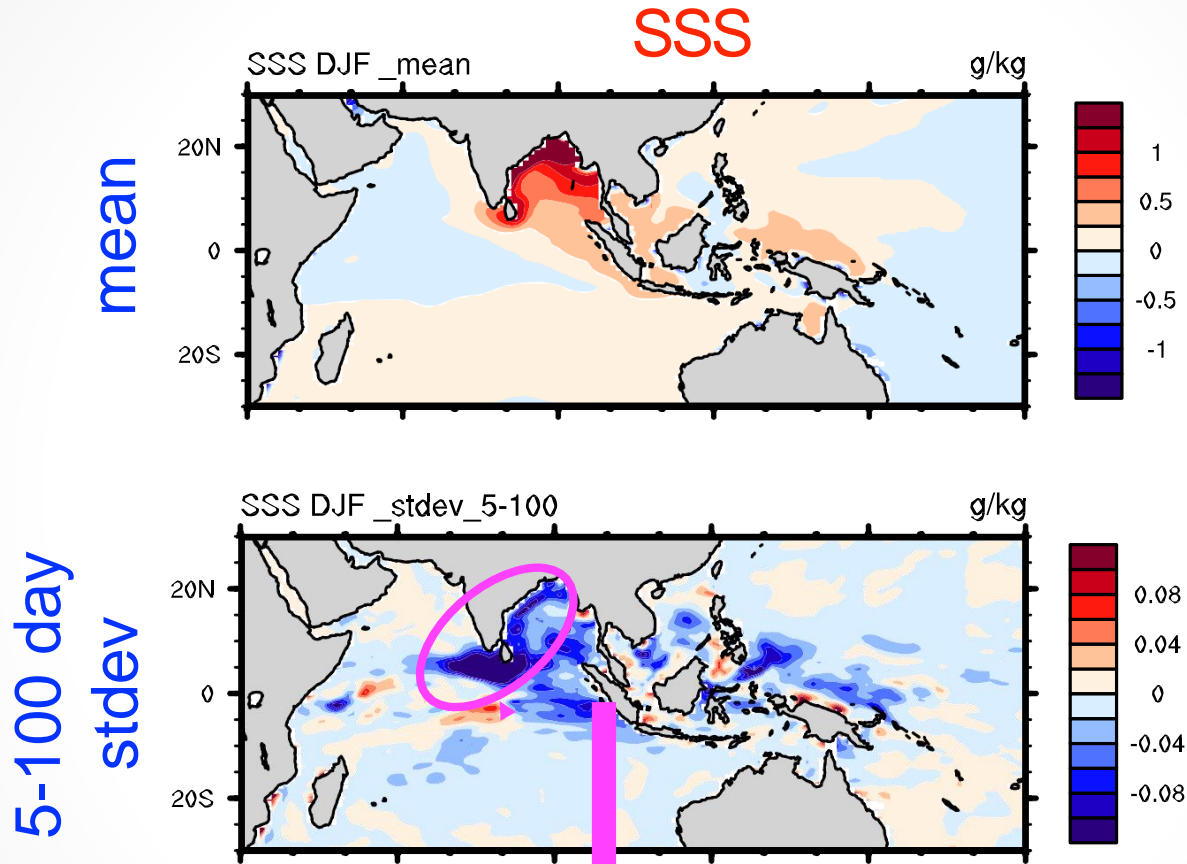 SSS
SSS DJF _mean
g/kg
mean
20N
0
20S
1
0.5
0
-0.5
-1
SSS DJF _stdev_5-100
g/kg
5-100 day
stdev
20N
0
20S
0.08
0.04
0
-0.04
-0.08